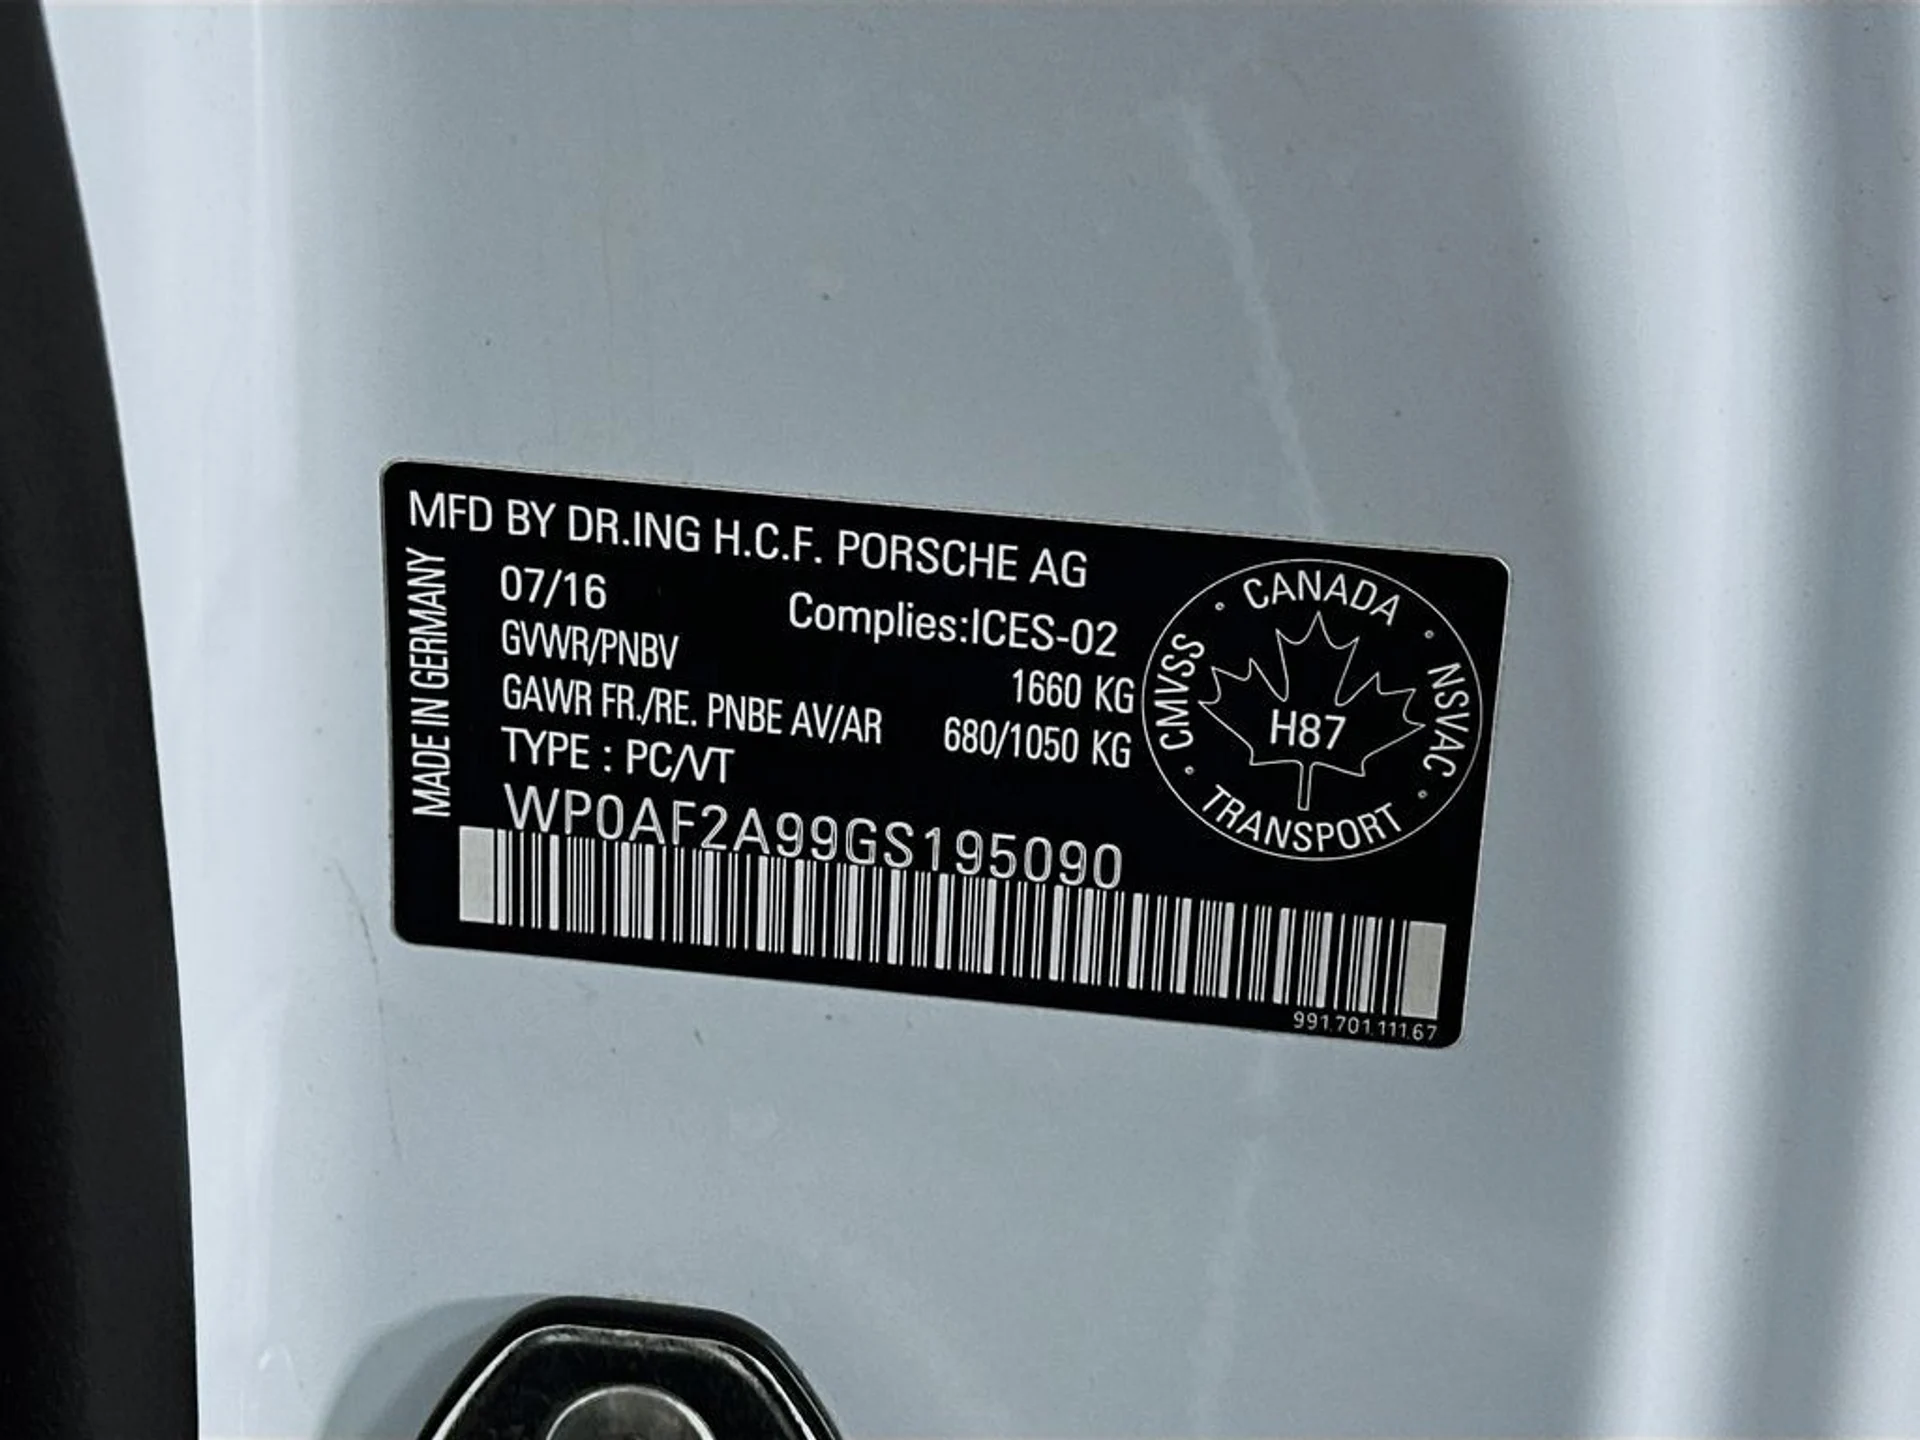 MFD BY DR.ING H.C.F. PORSCHE AG
MADE IN GERMANY
07/16
Complies:ICES-02
GVWR/PNBV 1660 KG
GAWR FR./RE. PNBE AV/AR 680/1050 KG
TYPE : PC/VT
WP0AF2A99GS195090
CANADA
CMVSS
NSVAC
H87
TRANSPORT
991.701.111.67